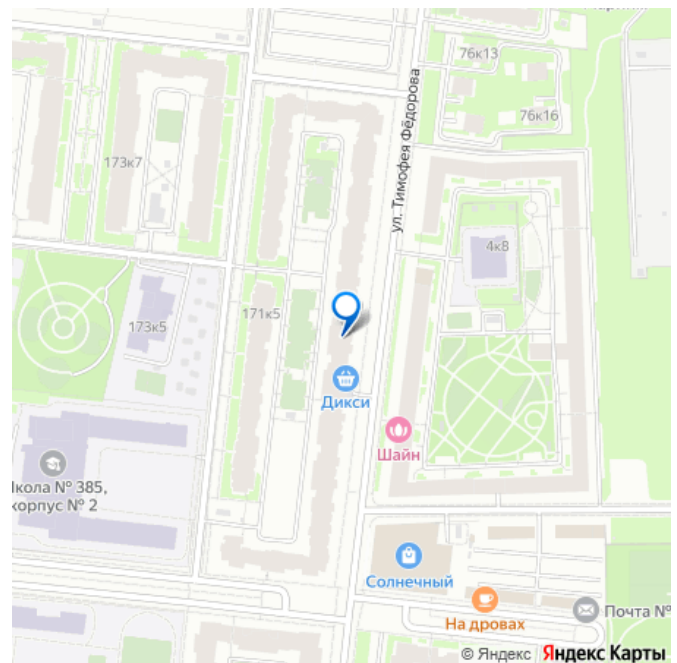 76к13
76к16
ул. Тимофея Фёдорова
173к7
4к8
171к5
173к5
Дикси
Шайн
Школа № 385,
корпус № 2
Солнечный
На дровах
Почта №
© Яндекс Яндекс Карты